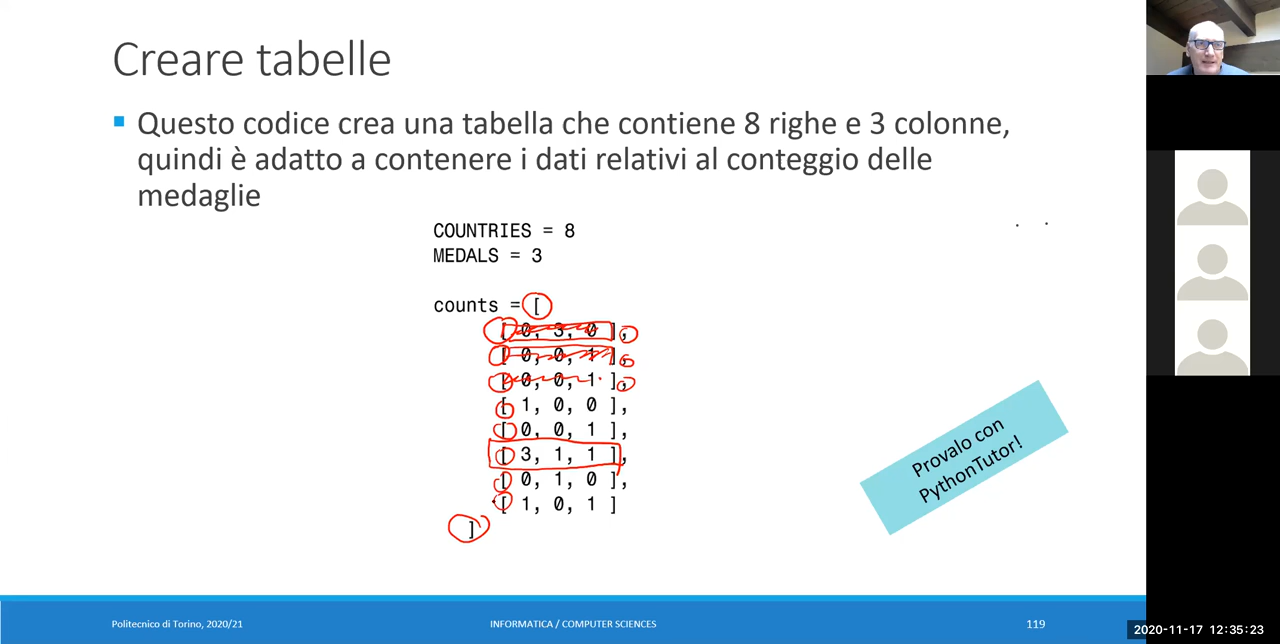 Creare tabelle
Questo codice crea una tabella che contiene 8 righe e 3 colonne,
quindi è adatto a contenere i dati relativi al conteggio delle
medaglie
COUNTRIES = 8
MEDALS = 3
counts = [
[ 0, 3, 0 ],
[ 0, 0, 1 ],
[ 0, 0, 1 ],
[ 1, 0, 0 ],
[ 0, 0, 1 ],
[ 3, 1, 1 ],
[ 0, 1, 0 ],
[ 1, 0, 1 ]
]
Provalo con
PythonTutor!
Politecnico di Torino, 2020/21
INFORMATICA / COMPUTER SCIENCES
119
2020-11-17 12:35:23